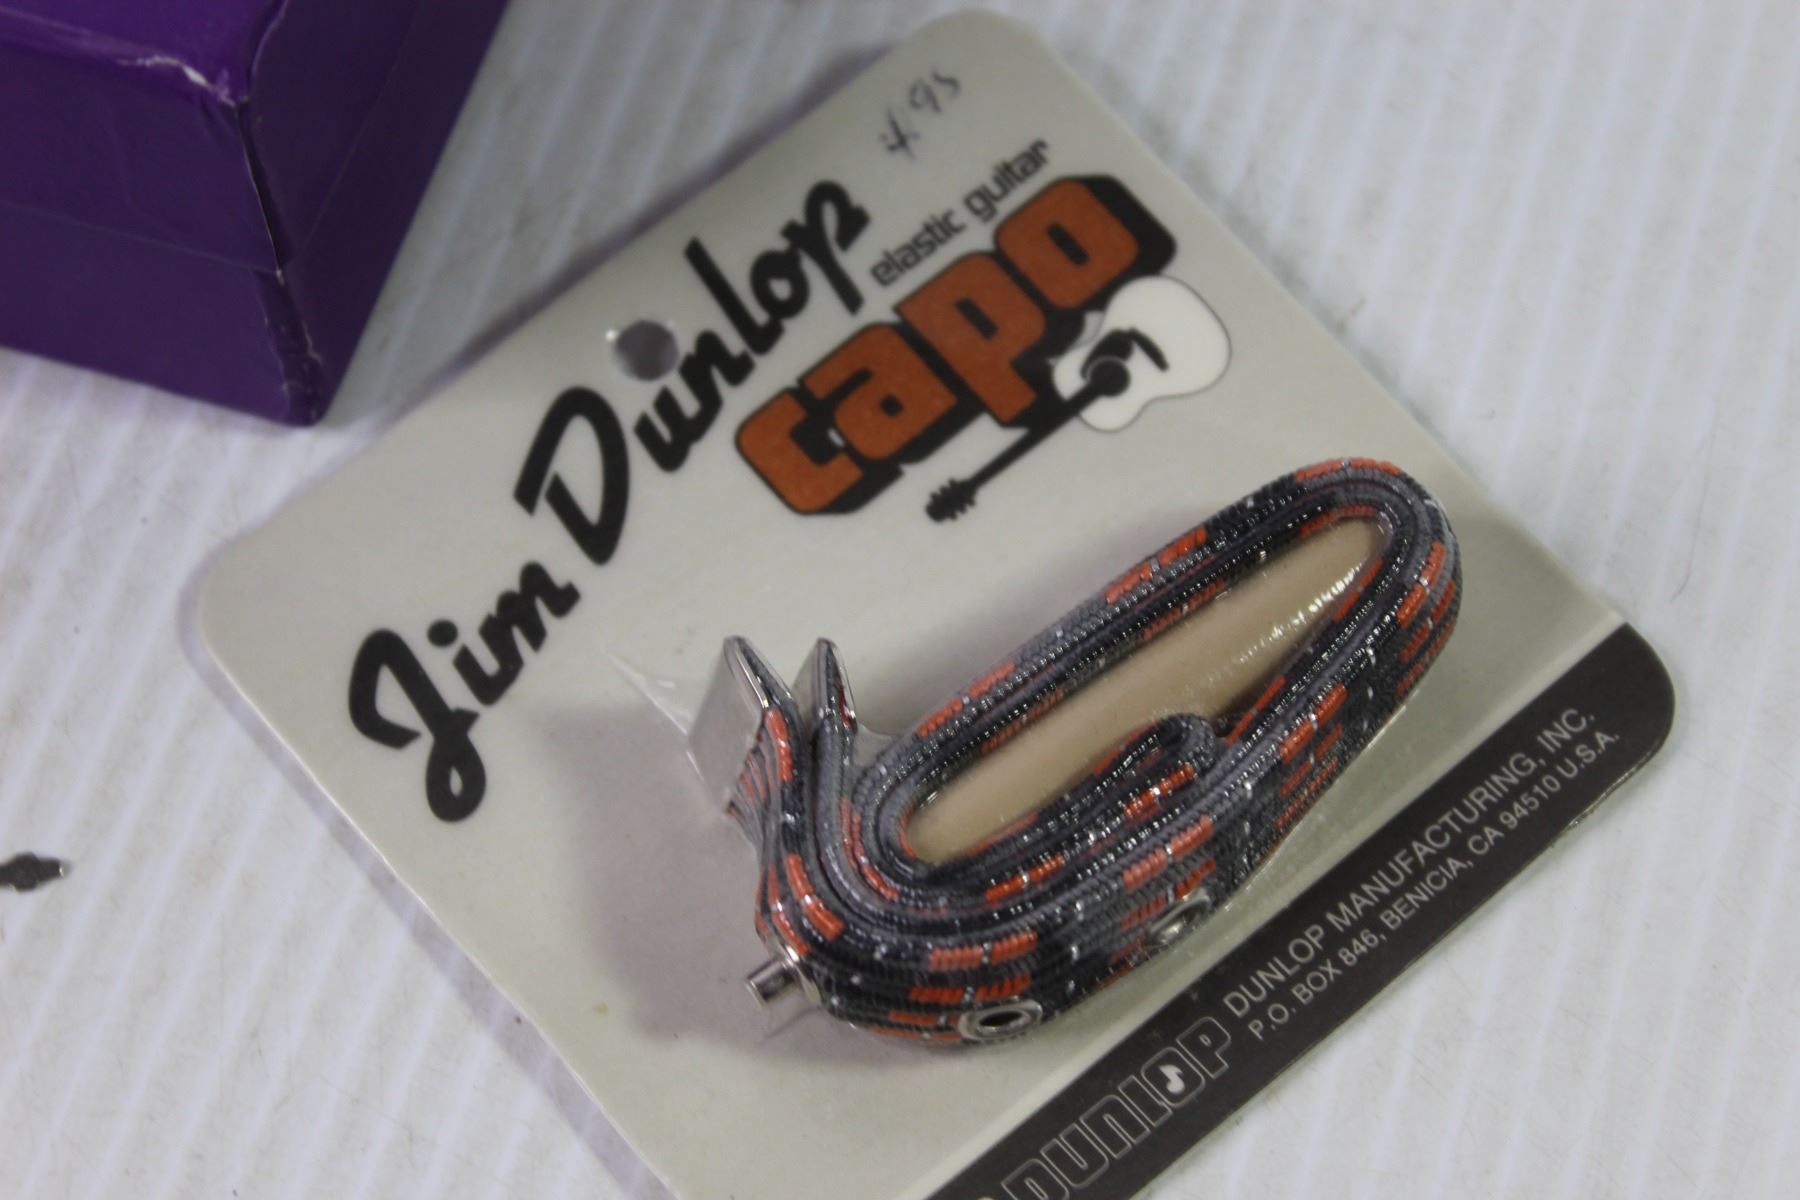 4.95
Jim Dunlop
elastic guitar
capo
DUNLOP
DUNLOP MANUFACTURING, INC.
P.O. BOX 846, BENICIA, CA 94510 U.S.A.